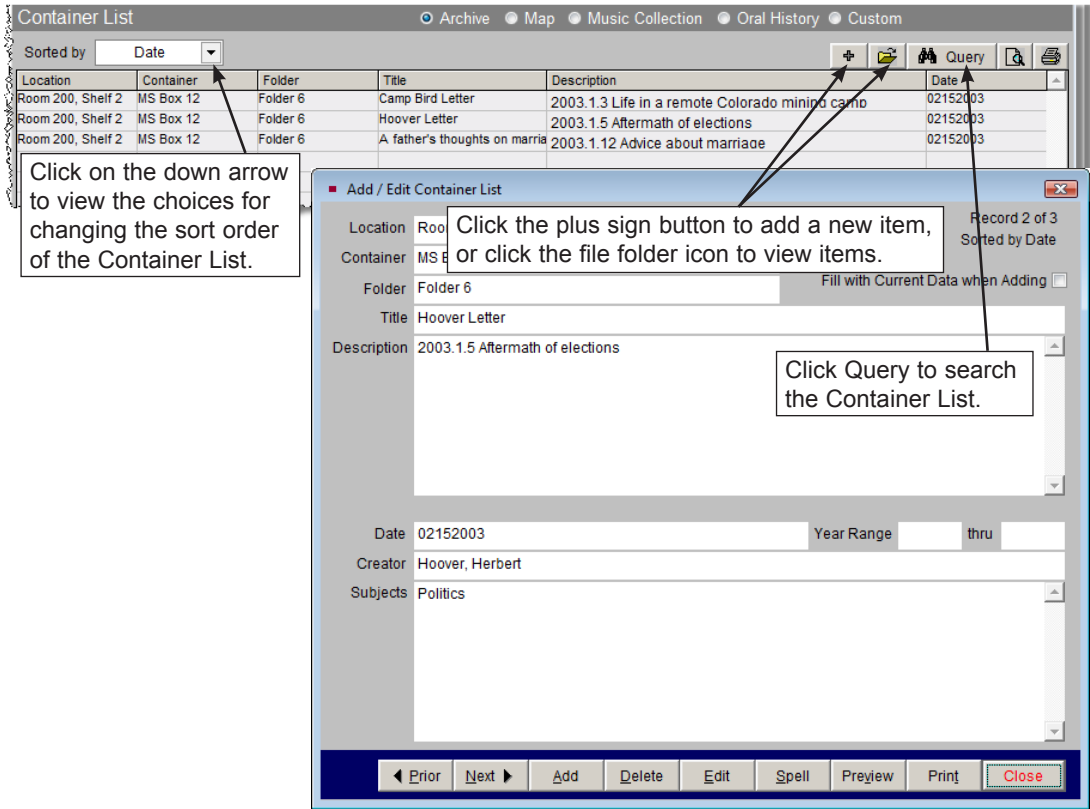 Container List Archive Map Music Collection Oral History Custom
Sorted by Date Query
Location Container Folder Title Description Date
Room 200, Shelf 2 MS Box 12 Folder 6 Camp Bird Letter 2003.1.3 Life in a remote Colorado mining camp 02152003
Room 200, Shelf 2 MS Box 12 Folder 6 Hoover Letter 2003.1.5 Aftermath of elections 02152003
Room 200, Shelf 2 MS Box 12 Folder 6 A father's thoughts on marria 2003.1.12 Advice about marriage 02152003
Click on the down arrow
to view the choices for
changing the sort order
of the Container List.
Add / Edit Container List
Record 2 of 3
Sorted by Date
Location
Click the plus sign button to add a new item,
or click the file folder icon to view items.
Container MS
Folder Folder 6 Fill with Current Data when Adding
Title Hoover Letter
Description 2003.1.5 Aftermath of elections
Click Query to search
the Container List.
Date 02152003 Year Range thru
Creator Hoover, Herbert
Subjects Politics
Prior Next Add Delete Edit Spell Preview Print Close